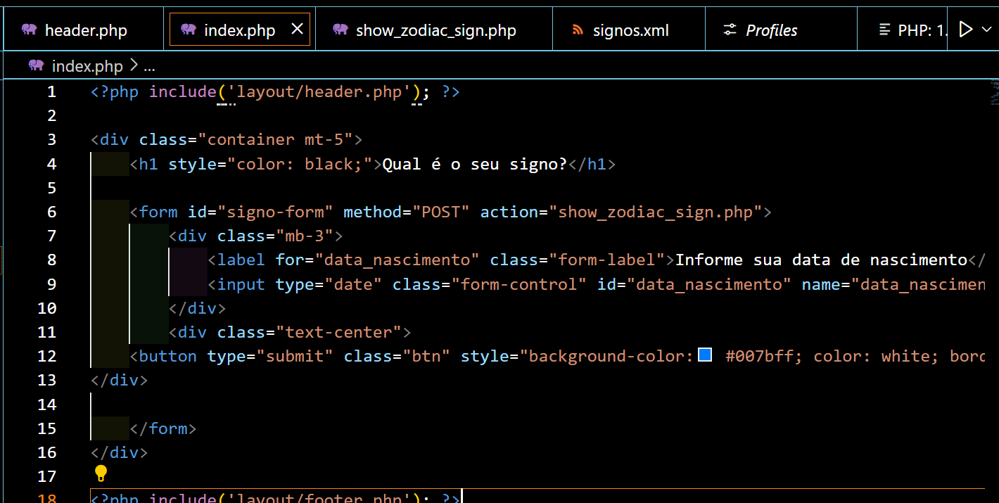 header.php index.php show_zodiac_sign.php signos.xml Profiles PHP: 1.
index.php > ...
1 <?php include('layout/header.php'); ?>
2
3 <div class="container mt-5">
4 <h1 style="color: black;">Qual é o seu signo?</h1>
5
6 <form id="signo-form" method="POST" action="show_zodiac_sign.php">
7 <div class="mb-3">
8 <label for="data_nascimento" class="form-label">Informe sua data de nascimento</
9 <input type="date" class="form-control" id="data_nascimento" name="data_nascimen
10 </div>
11 <div class="text-center">
12 <button type="submit" class="btn" style="background-color: #007bff; color: white; bord
13 </div>
14
15 </form>
16 </div>
17
18 <?php include('layout/footer.php'); ?>